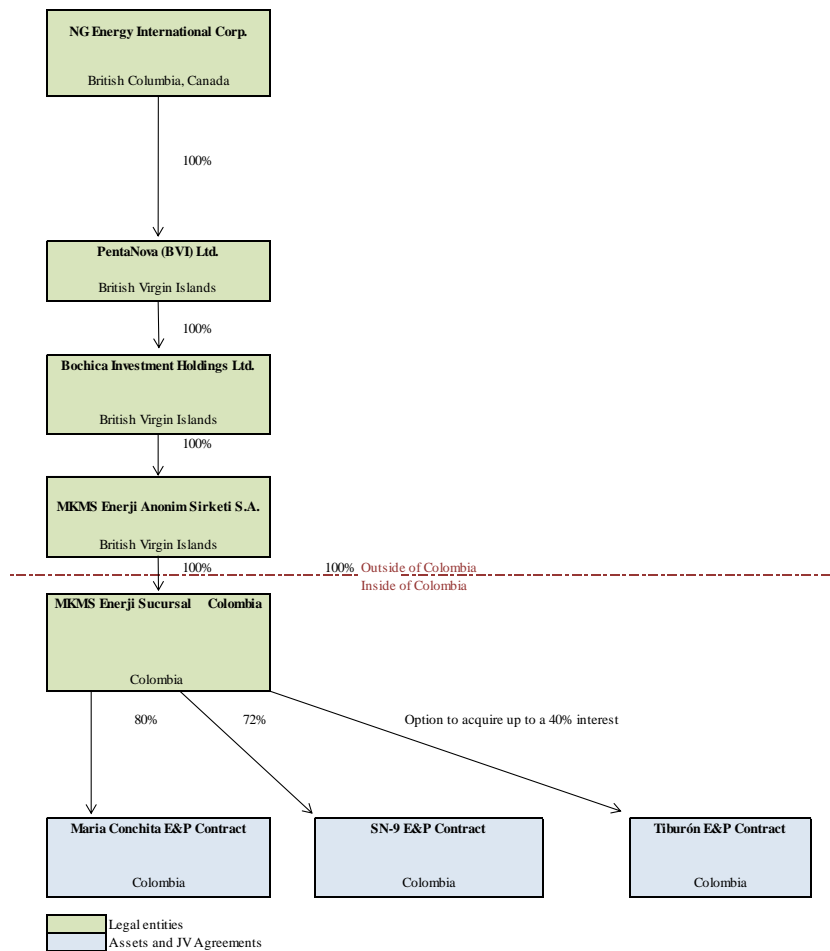 NG Energy International Corp.
British Columbia, Canada
100%
PentaNova (BVI) Ltd.
British Virgin Islands
100%
Bochica Investment Holdings Ltd.
British Virgin Islands
100%
MKMS Enerji Anonim Sirketi S.A.
British Virgin Islands
100% 100% Outside of Colombia
Inside of Colombia
MKMS Enerji Sucursal Colombia
Colombia
80% 72% Option to acquire up to a 40% interest
Maria Conchita E&P Contract SN-9 E&P Contract Tiburón E&P Contract
Colombia Colombia Colombia
Legal entities
Assets and JV Agreements